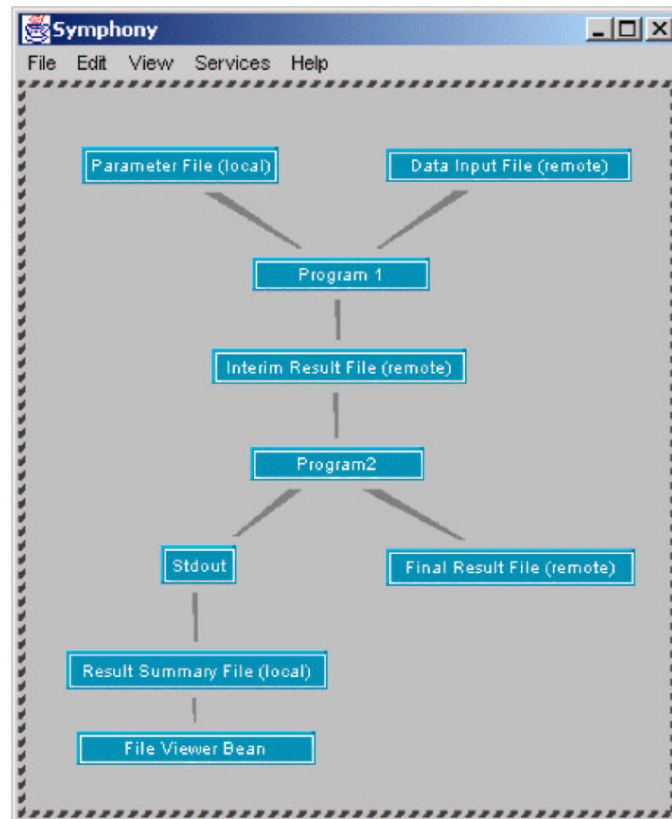 Symphony
File Edit View Services Help
Parameter File (local) Data Input File (remote)
Program 1
Interim Result File (remote)
Program2
Stdout Final Result File (remote)
Result Summary File (local)
File Viewer Bean